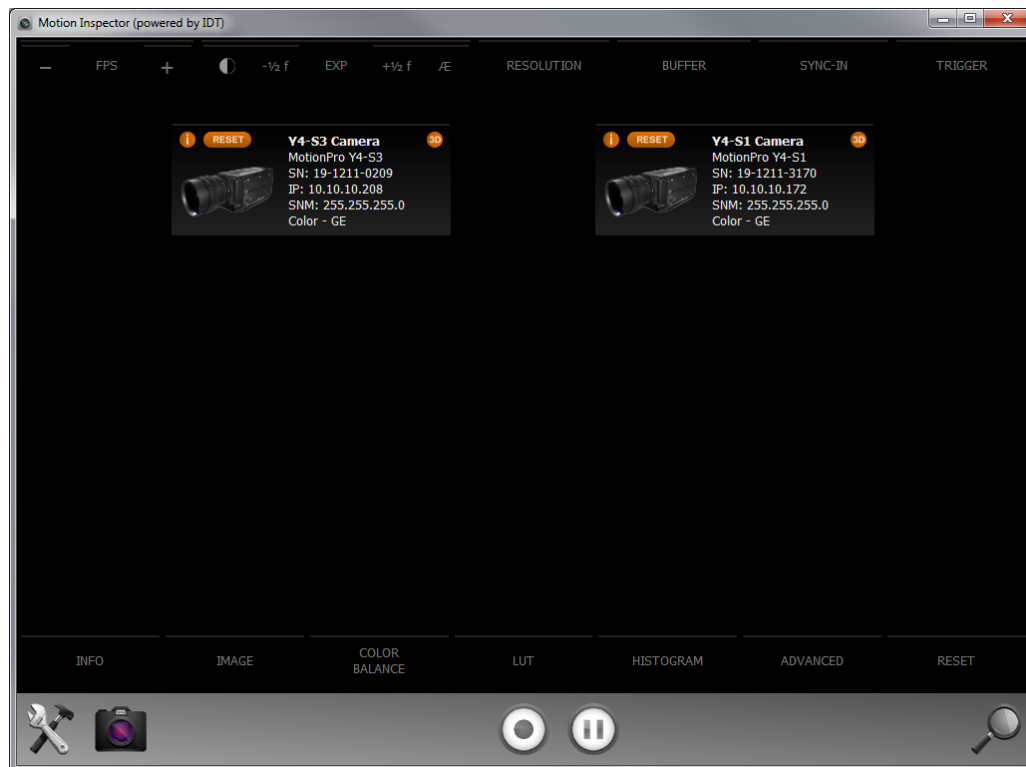 Motion Inspector (powered by IDT)
− FPS + -½ f EXP +½ f Æ RESOLUTION BUFFER SYNC-IN TRIGGER
i RESET Y4-S3 Camera 3D
MotionPro Y4-S3
SN: 19-1211-0209
IP: 10.10.10.208
SNM: 255.255.255.0
Color - GE
i RESET Y4-S1 Camera 3D
MotionPro Y4-S1
SN: 19-1211-3170
IP: 10.10.10.172
SNM: 255.255.255.0
Color - GE
INFO IMAGE COLOR
BALANCE LUT HISTOGRAM ADVANCED RESET